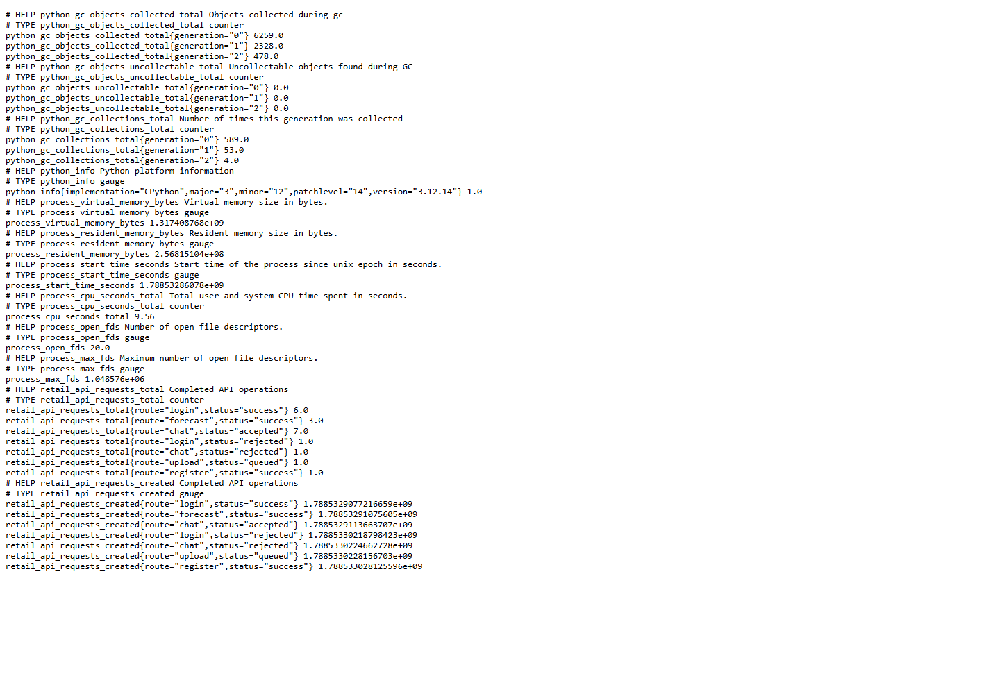 # HELP python_gc_objects_collected_total Objects collected during gc
# TYPE python_gc_objects_collected_total counter
python_gc_objects_collected_total{generation="0"} 6259.0
python_gc_objects_collected_total{generation="1"} 2328.0
python_gc_objects_collected_total{generation="2"} 478.0
# HELP python_gc_objects_uncollectable_total Uncollectable objects found during GC
# TYPE python_gc_objects_uncollectable_total counter
python_gc_objects_uncollectable_total{generation="0"} 0.0
python_gc_objects_uncollectable_total{generation="1"} 0.0
python_gc_objects_uncollectable_total{generation="2"} 0.0
# HELP python_gc_collections_total Number of times this generation was collected
# TYPE python_gc_collections_total counter
python_gc_collections_total{generation="0"} 589.0
python_gc_collections_total{generation="1"} 53.0
python_gc_collections_total{generation="2"} 4.0
# HELP python_info Python platform information
# TYPE python_info gauge
python_info{implementation="CPython",major="3",minor="12",patchlevel="14",version="3.12.14"} 1.0
# HELP process_virtual_memory_bytes Virtual memory size in bytes.
# TYPE process_virtual_memory_bytes gauge
process_virtual_memory_bytes 1.317408768e+09
# HELP process_resident_memory_bytes Resident memory size in bytes.
# TYPE process_resident_memory_bytes gauge
process_resident_memory_bytes 2.56815104e+08
# HELP process_start_time_seconds Start time of the process since unix epoch in seconds.
# TYPE process_start_time_seconds gauge
process_start_time_seconds 1.78853286078e+09
# HELP process_cpu_seconds_total Total user and system CPU time spent in seconds.
# TYPE process_cpu_seconds_total counter
process_cpu_seconds_total 9.56
# HELP process_open_fds Number of open file descriptors.
# TYPE process_open_fds gauge
process_open_fds 20.0
# HELP process_max_fds Maximum number of open file descriptors.
# TYPE process_max_fds gauge
process_max_fds 1.048576e+06
# HELP retail_api_requests_total Completed API operations
# TYPE retail_api_requests_total counter
retail_api_requests_total{route="login",status="success"} 6.0
retail_api_requests_total{route="forecast",status="success"} 3.0
retail_api_requests_total{route="chat",status="accepted"} 7.0
retail_api_requests_total{route="login",status="rejected"} 1.0
retail_api_requests_total{route="chat",status="rejected"} 1.0
retail_api_requests_total{route="upload",status="queued"} 1.0
retail_api_requests_total{route="register",status="success"} 1.0
# HELP retail_api_requests_created Completed API operations
# TYPE retail_api_requests_created gauge
retail_api_requests_created{route="login",status="success"} 1.7885329077216659e+09
retail_api_requests_created{route="forecast",status="success"} 1.78853291075605e+09
retail_api_requests_created{route="chat",status="accepted"} 1.7885329113663707e+09
retail_api_requests_created{route="login",status="rejected"} 1.7885330218798423e+09
retail_api_requests_created{route="chat",status="rejected"} 1.7885330224662728e+09
retail_api_requests_created{route="upload",status="queued"} 1.7885330228156703e+09
retail_api_requests_created{route="register",status="success"} 1.788533028125596e+09